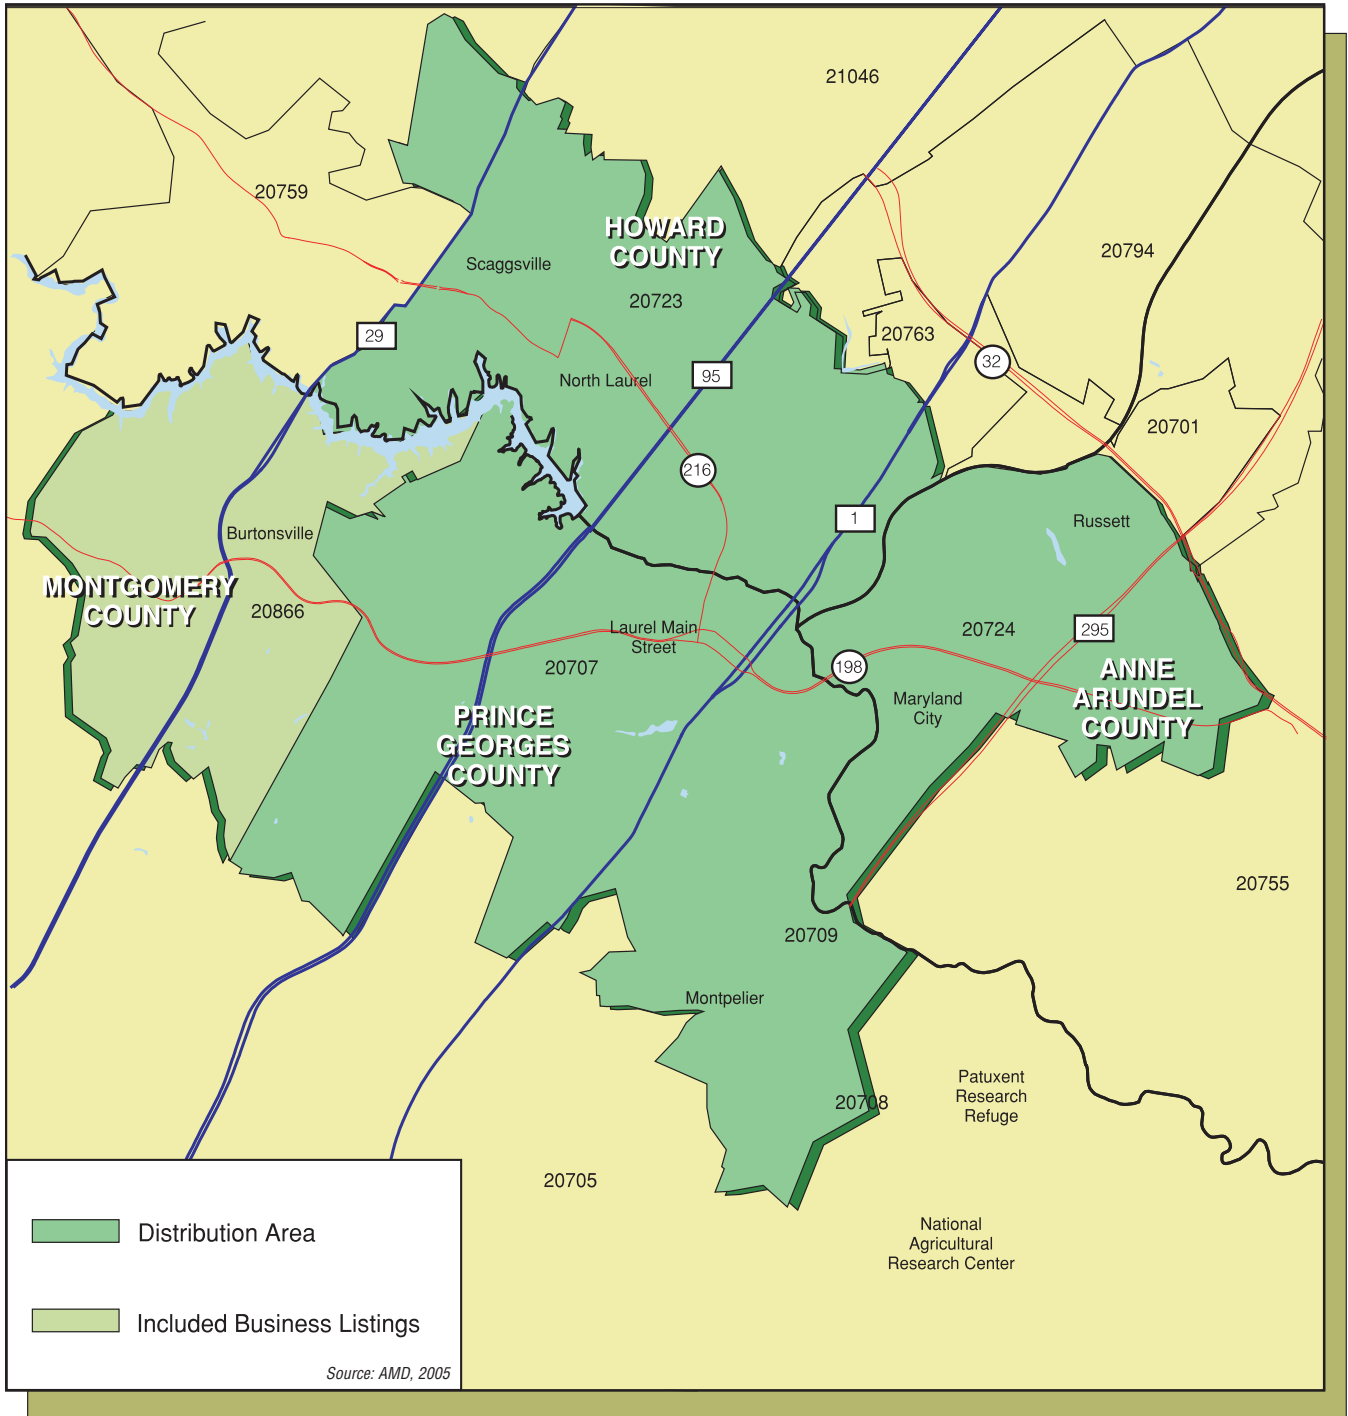 21046
20759
HOWARD
COUNTY
20794
Scaggsville
20723
29
20763
32
95
North Laurel
20701
216
1
Russett
Burtonsville
MONTGOMERY
COUNTY
20866
Laurel Main
Street
20724
295
20707
198
ANNE
ARUNDEL
COUNTY
Maryland
City
PRINCE
GEORGES
COUNTY
20755
20709
Montpelier
Patuxent
Research
Refuge
20708
20705
National
Agricultural
Research Center
Distribution Area
Included Business Listings
Source: AMD, 2005